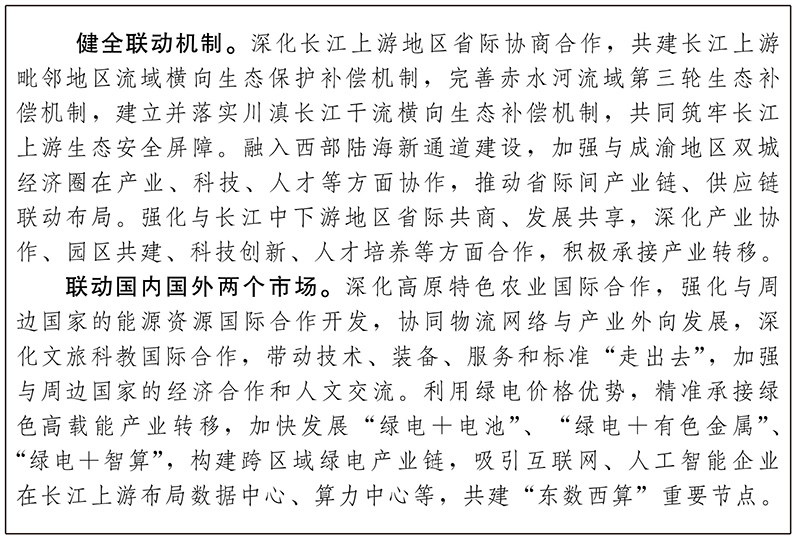 健全联动机制。深化长江上游地区省际协商合作，共建长江上游
毗邻地区流域横向生态保护补偿机制，完善赤水河流域第三轮生态补
偿机制，建立并落实川滇长江干流横向生态补偿机制，共同筑牢长江
上游生态安全屏障。融入西部陆海新通道建设，加强与成渝地区双城
经济圈在产业、科技、人才等方面协作，推动省际间产业链、供应链
联动布局。强化与长江中下游地区省际共商、发展共享，深化产业协
作、园区共建、科技创新、人才培养等方面合作，积极承接产业转移。
联动国内国外两个市场。深化高原特色农业国际合作，强化与周
边国家的能源资源国际合作开发，协同物流网络与产业外向发展，深
化文旅科教国际合作，带动技术、装备、服务和标准“走出去”，加强
与周边国家的经济合作和人文交流。利用绿电价格优势，精准承接绿
色高载能产业转移，加快发展“绿电＋电池”、“绿电＋有色金属”、
“绿电＋智算”，构建跨区域绿电产业链，吸引互联网、人工智能企业
在长江上游布局数据中心、算力中心等，共建“东数西算”重要节点。